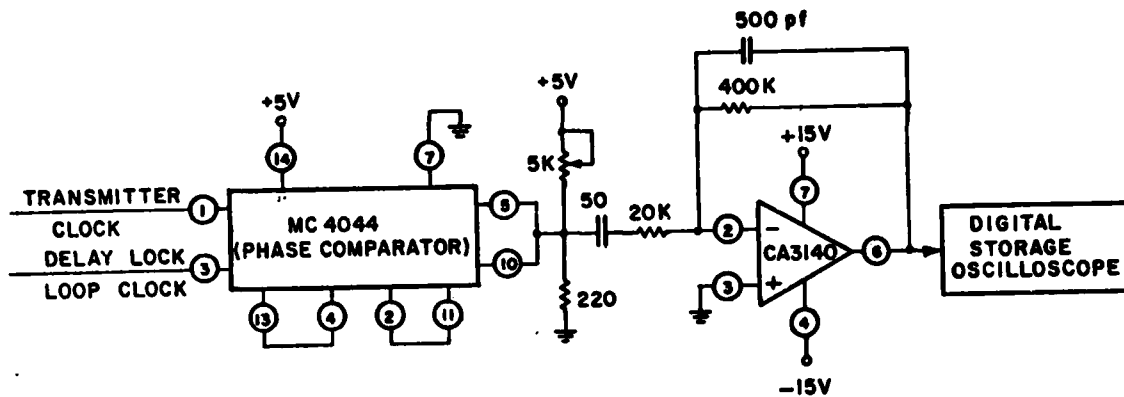 500 pf
400K
+5V
+5V
+15V
14
7
5K
7
TRANSMITTER
CLOCK
1
MC 4044
(PHASE COMPARATOR)
5
50
20K
2
−
CA3140
6
DIGITAL
STORAGE
OSCILLOSCOPE
DELAY LOCK
LOOP CLOCK
3
10
3
+
220
13
4
2
11
4
−15V